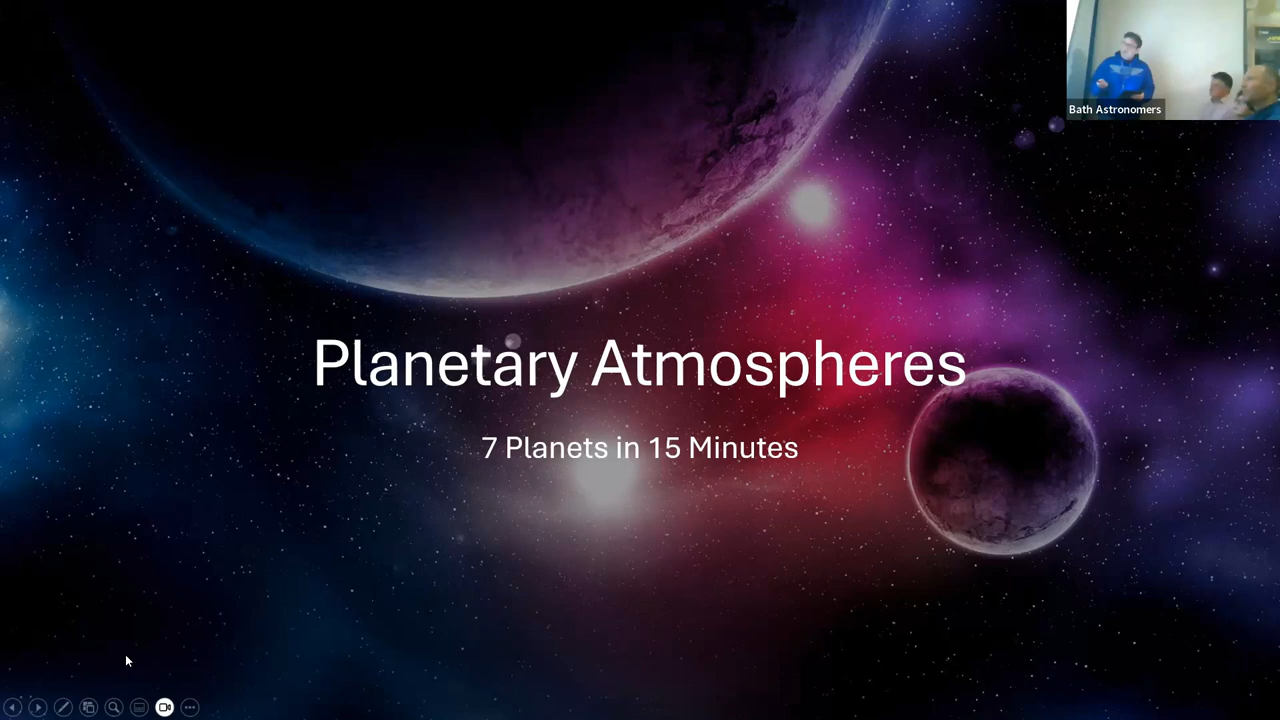 Bath Astronomers
Planetary Atmospheres
7 Planets in 15 Minutes